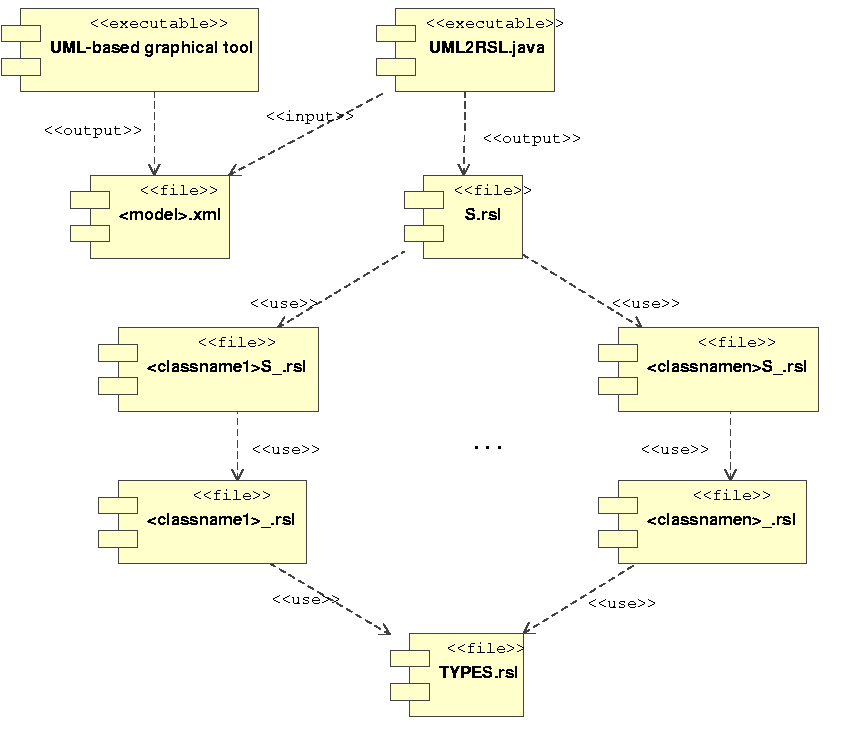 <<executable>>
UML-based graphical tool
<<executable>>
UML2RSL.java
<<output>>
<<input>>
<<output>>
<<file>>
<model>.xml
<<file>>
S.rsl
<<use>>
<<use>>
<<file>>
<classname1>S_.rsl
<<file>>
<classnamen>S_.rsl
<<use>>
...
<<use>>
<<file>>
<classname1>_.rsl
<<file>>
<classnamen>_.rsl
<<use>>
<<use>>
<<file>>
TYPES.rsl